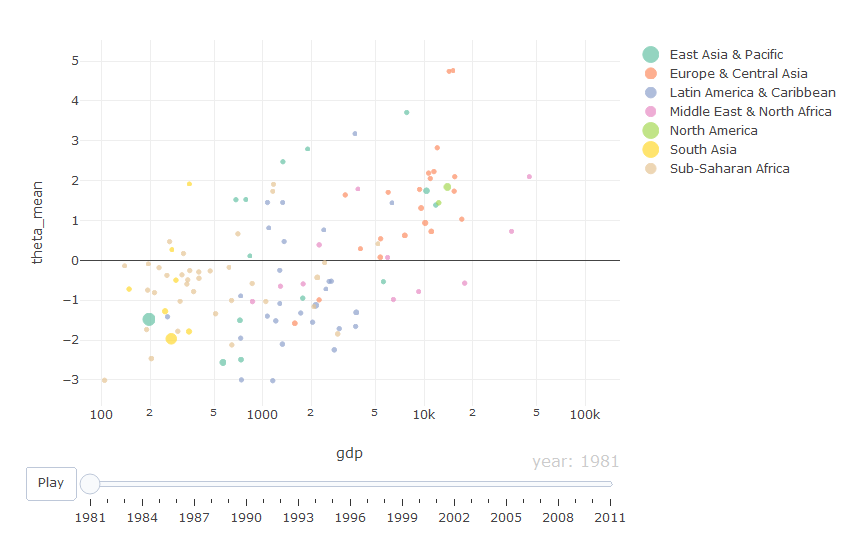 5
4
3
2
1
0
−1
−2
−3
theta_mean
100 2 5 1000 2 5 10k 2 5 100k
gdp
East Asia & Pacific
Europe & Central Asia
Latin America & Caribbean
Middle East & North Africa
North America
South Asia
Sub-Saharan Africa
year: 1981
Play
1981 1984 1987 1990 1993 1996 1999 2002 2005 2008 2011